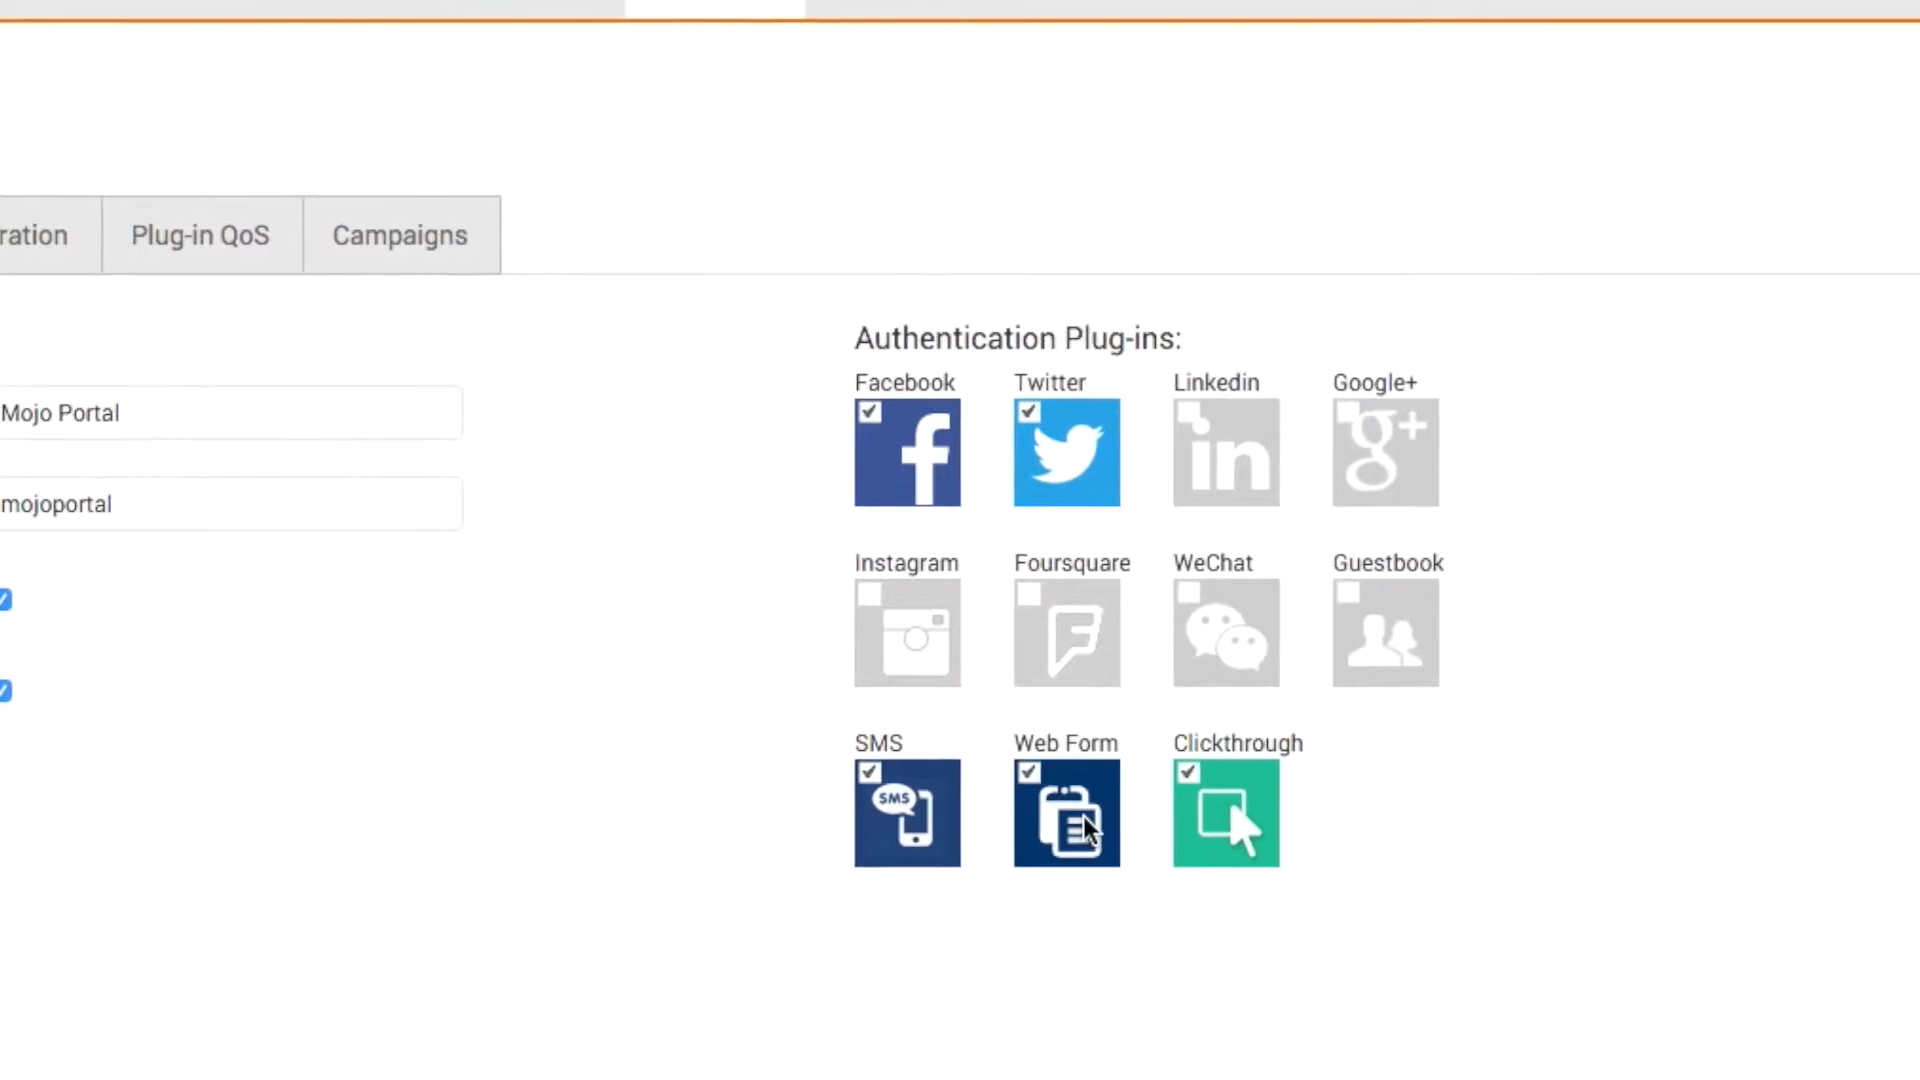 ration Plug-in QoS Campaigns
Authentication Plug-ins:
Facebook Twitter Linkedin Google+
Mojo Portal
f in g+
mojoportal
Instagram Foursquare WeChat Guestbook
SMS Web Form Clickthrough
SMS